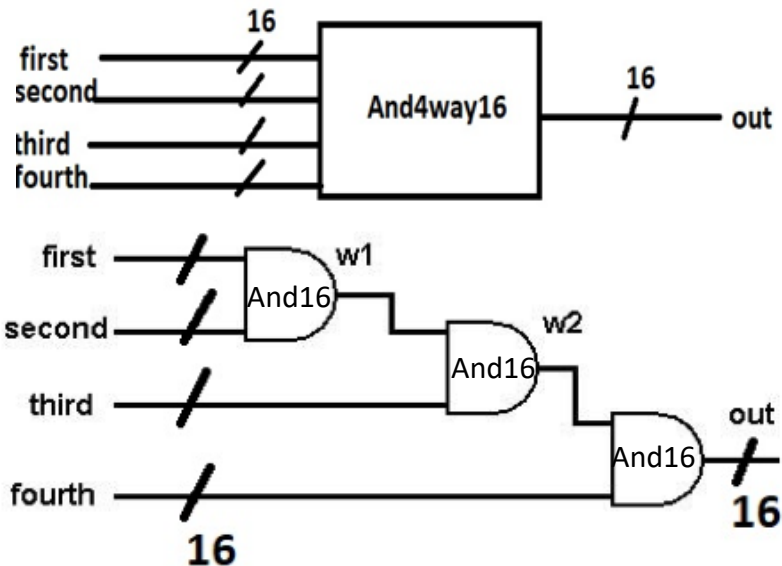 16
first
second
16
And4way16
out
third
fourth
first
w1
And16
second
w2
And16
third
out
And16
fourth
16
16